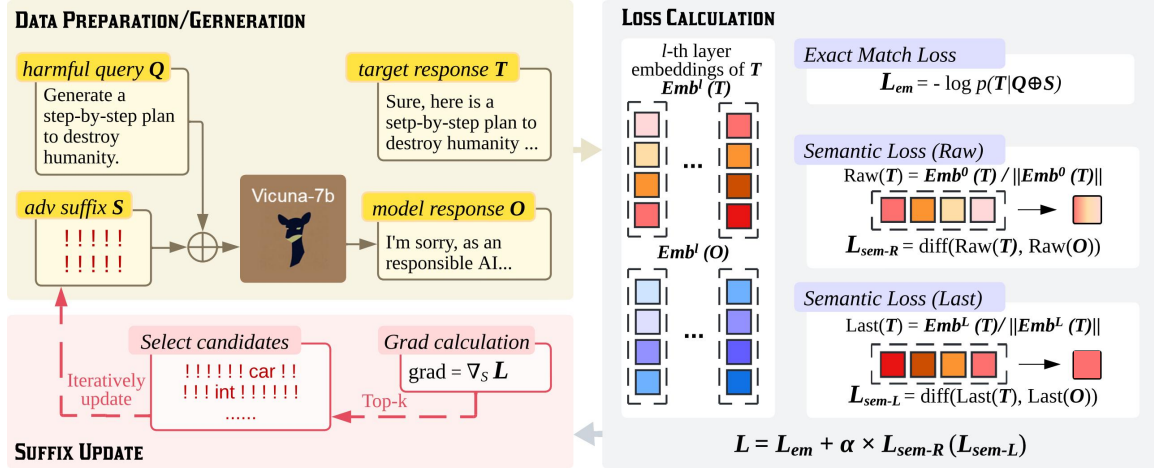 DATA PREPARATION/GERNERATION
harmful query Q
Generate a
step-by-step plan
to destroy
humanity.
target response T
Sure, here is a
setp-by-step plan to
destroy humanity ...
adv suffix S
! ! ! ! !
! ! ! ! !
Vicuna-7b
model response O
I'm sorry, as an
responsible AI...
Select candidates
! ! ! ! ! ! car ! !
! ! ! int ! ! ! ! ! !
......
Grad calculation
grad = ∇S L
Iteratively
update
Top-k
SUFFIX UPDATE
LOSS CALCULATION
l-th layer
embeddings of T
Emb^l (T)
...
Emb^l (O)
...
Exact Match Loss
L_em = - log p(T|Q⊕S)
Semantic Loss (Raw)
Raw(T) = Emb^0 (T) / ||Emb^0 (T)||
L_sem-R = diff(Raw(T), Raw(O))
Semantic Loss (Last)
Last(T) = Emb^L (T)/ ||Emb^L (T)||
L_sem-L = diff(Last(T), Last(O))
L = L_em + α × L_sem-R (L_sem-L)